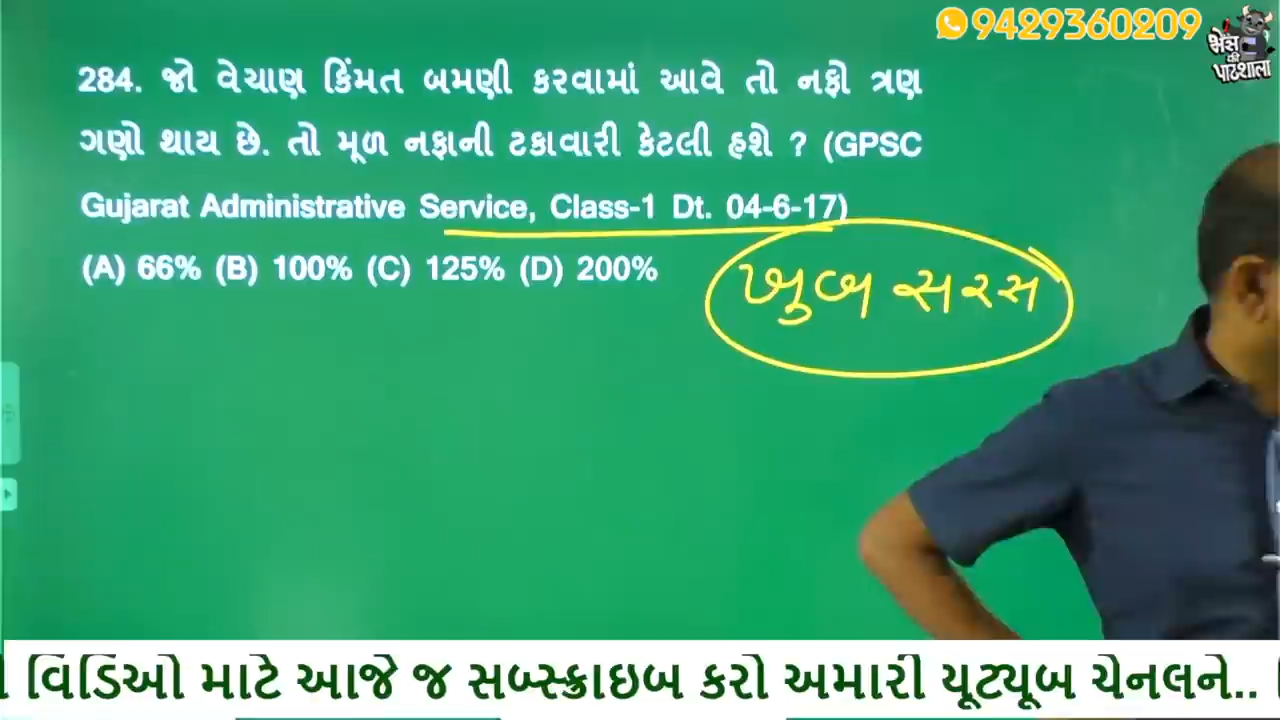 9429360209
भैंस
की
पाठशाला
284. જો વેચાણ કિંમત બમણી કરવામાં આવે તો નફો ત્રણ
ગણો થાય છે. તો મૂળ નફાની ટકાવારી કેટલી હશે ? (GPSC
Gujarat Administrative Service, Class-1 Dt. 04-6-17)
(A) 66% (B) 100% (C) 125% (D) 200%
ખુબ સરસ
વિડિઓ માટે આજે જ સબ્સ્ક્રાઇબ કરો અમારી યૂટ્યૂબ ચેનલને..